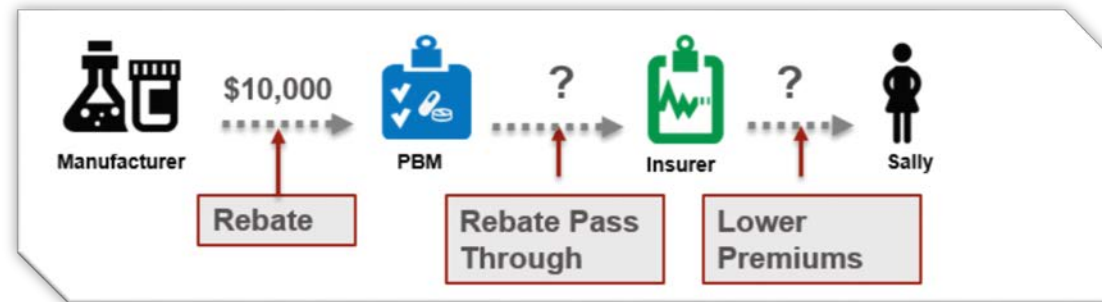 $10,000
?
?
Manufacturer
PBM
Insurer
Sally
Rebate
Rebate Pass
Through
Lower
Premiums